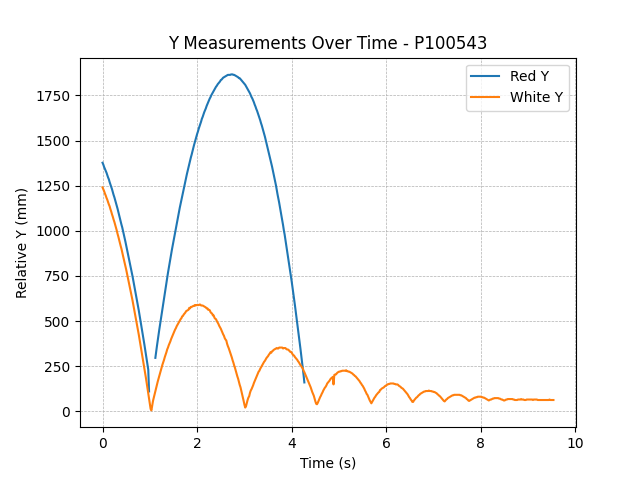 Y Measurements Over Time - P100543
Red Y
White Y
Relative Y (mm)
1750
1500
1250
1000
750
500
250
0
0 2 4 6 8 10
Time (s)